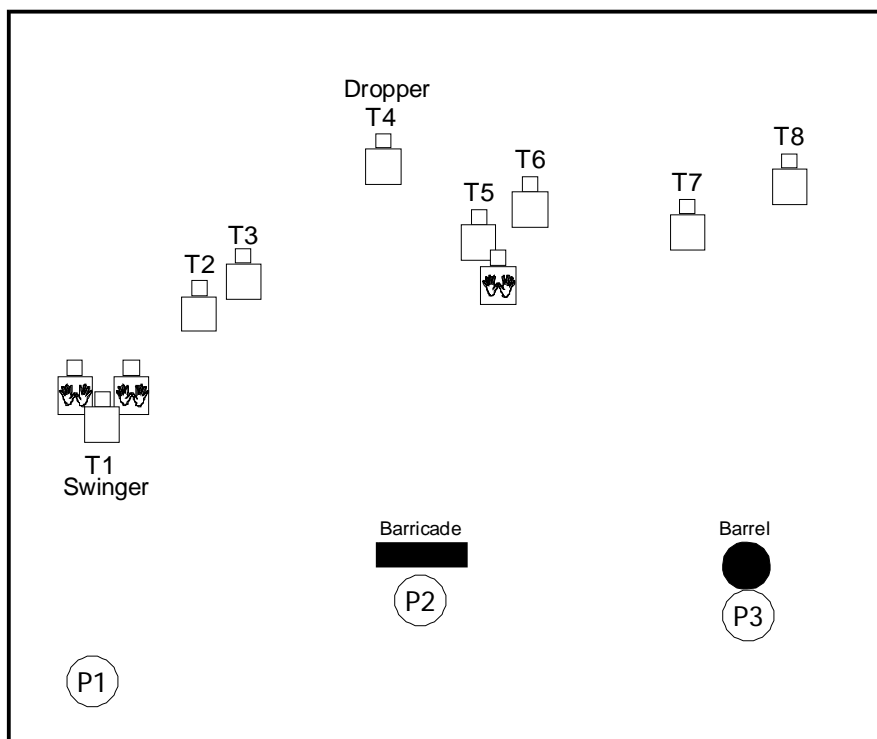 Dropper
T4
T8
T6
T7
T5
T3
T2
T1
Swinger
Barricade
Barrel
P2
P3
P1